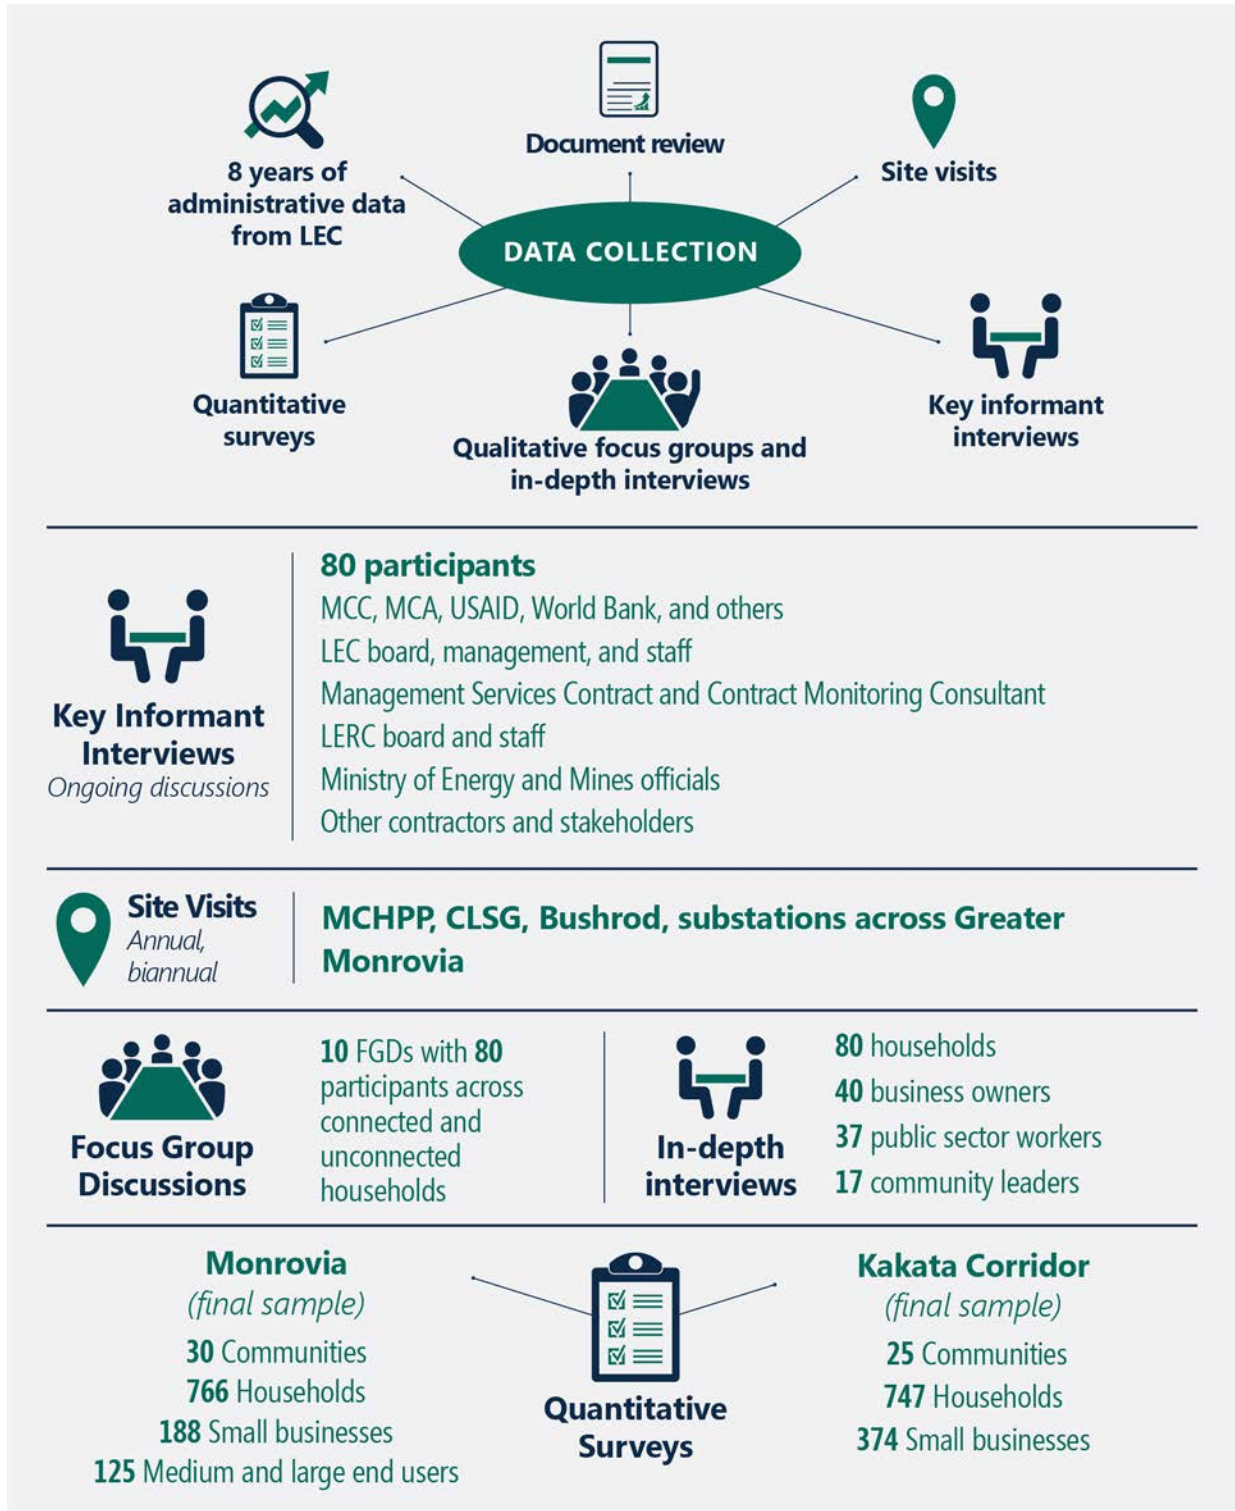 Document review
8 years of
administrative data
from LEC
Site visits
DATA COLLECTION
Quantitative
surveys
Qualitative focus groups and
in-depth interviews
Key informant
interviews
Key Informant
Interviews
Ongoing discussions
80 participants
MCC, MCA, USAID, World Bank, and others
LEC board, management, and staff
Management Services Contract and Contract Monitoring Consultant
LERC board and staff
Ministry of Energy and Mines officials
Other contractors and stakeholders
Site Visits
Annual,
biannual
MCHPP, CLSG, Bushrod, substations across Greater
Monrovia
Focus Group
Discussions
10 FGDs with 80
participants across
connected and
unconnected
households
In-depth
interviews
80 households
40 business owners
37 public sector workers
17 community leaders
Monrovia
(final sample)
30 Communities
766 Households
188 Small businesses
125 Medium and large end users
Quantitative
Surveys
Kakata Corridor
(final sample)
25 Communities
747 Households
374 Small businesses